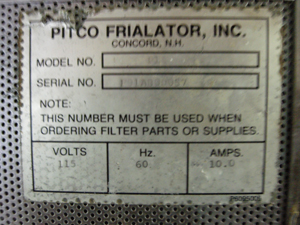 PITCO FRIALATOR, INC.
CONCORD, N.H.
MODEL NO.
SERIAL NO.
NOTE:
THIS NUMBER MUST BE USED WHEN
ORDERING FILTER PARTS OR SUPPLIES.
VOLTS Hz. AMPS.
115 60 10.0